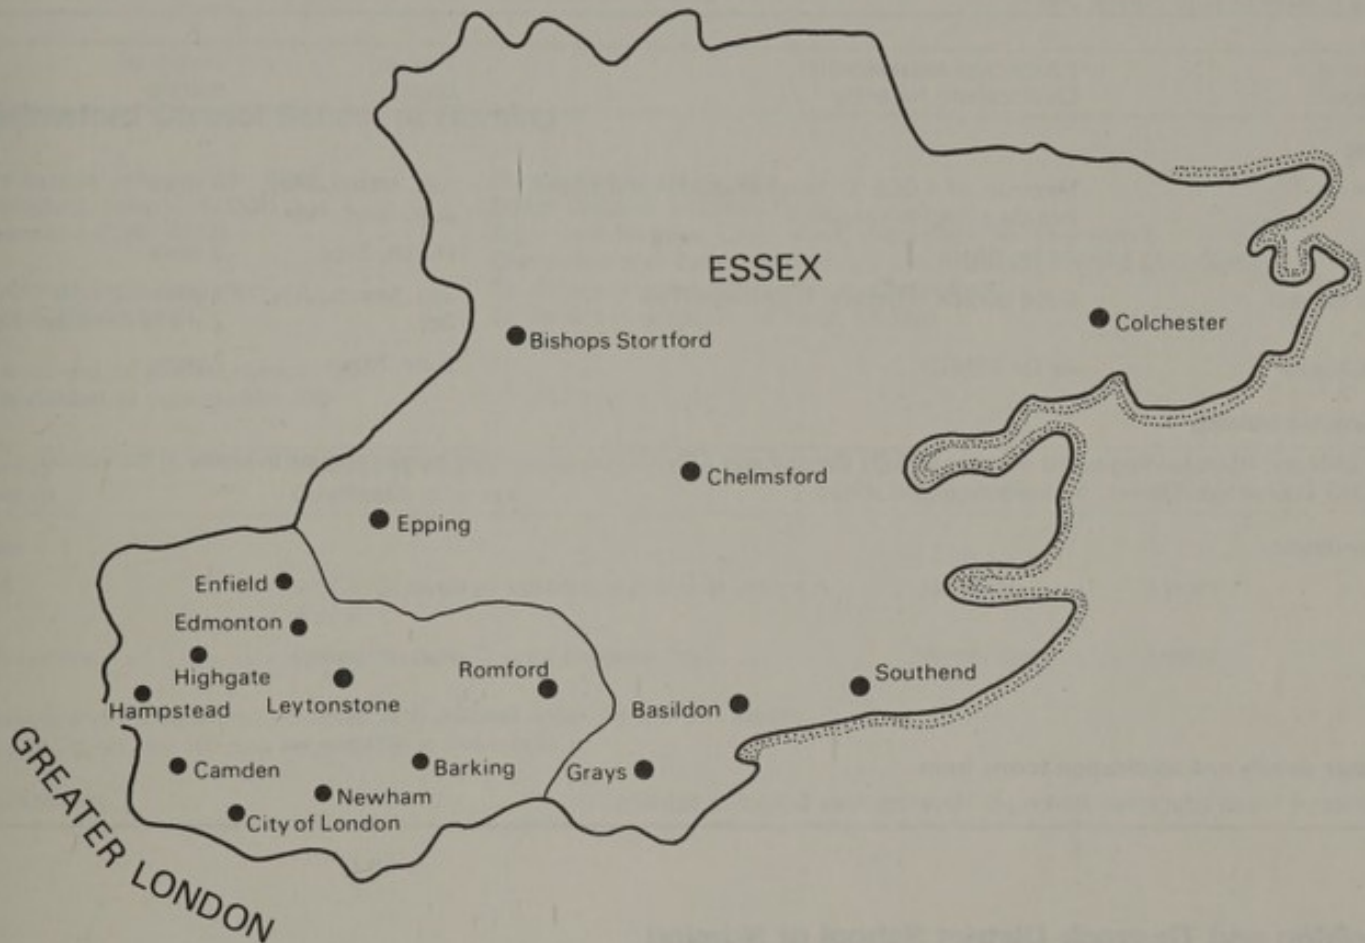 ESSEX
Colchester
Bishops Stortford
Chelmsford
Epping
Enfield
Edmonton
Highgate
Hampstead
Leytonstone
Romford
Southend
Basildon
Camden
Barking
Grays
Newham
City of London
GREATER LONDON